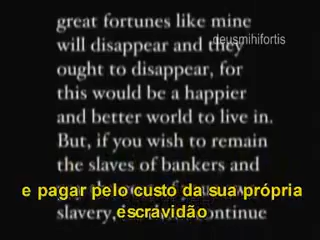 great fortunes like mine
will disappear and they
deusmihifortis
ought to disappear, for
this would be a happier
and better world to live in.
But, if you wish to remain
the slaves of bankers and
e pagar pelo custo da sua própria
escravidão
slavery, continue